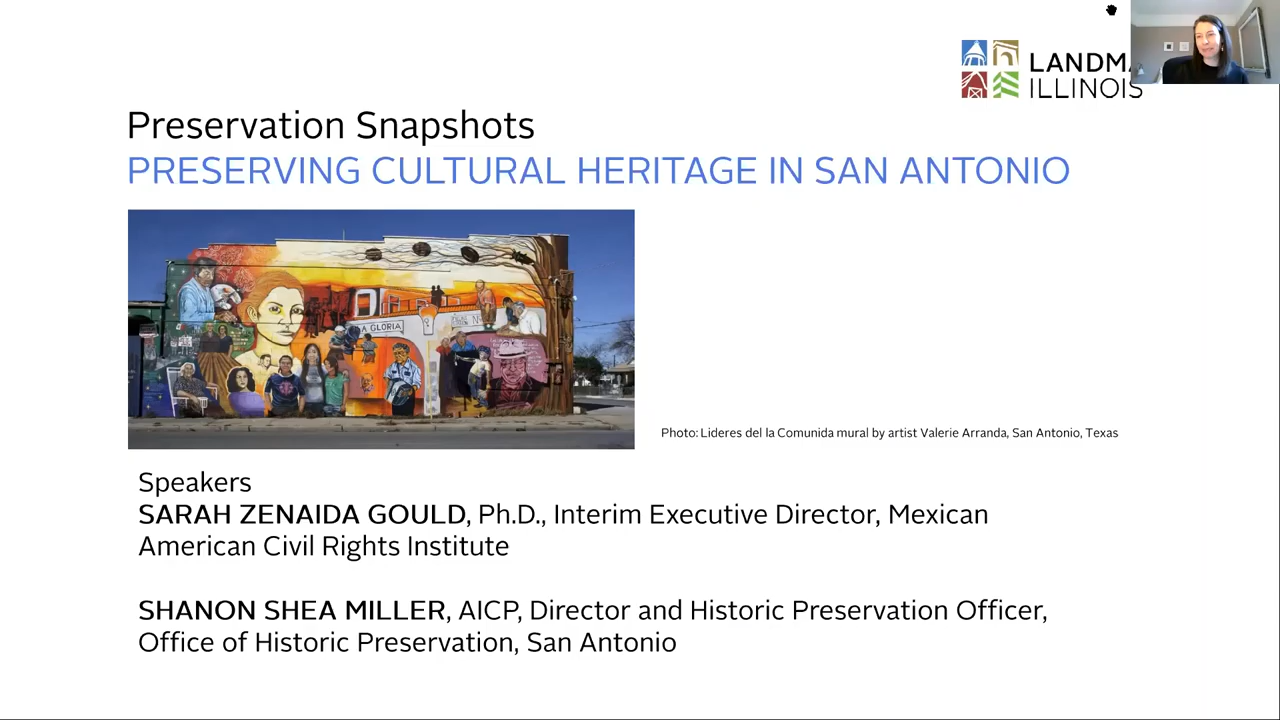 LANDMA
ILLINOIS
Preservation Snapshots
PRESERVING CULTURAL HERITAGE IN SAN ANTONIO
A GLORIA
Photo: Lideres del la Comunida mural by artist Valerie Arranda, San Antonio, Texas
Speakers
SARAH ZENAIDA GOULD, Ph.D., Interim Executive Director, Mexican
American Civil Rights Institute
SHANON SHEA MILLER, AICP, Director and Historic Preservation Officer,
Office of Historic Preservation, San Antonio